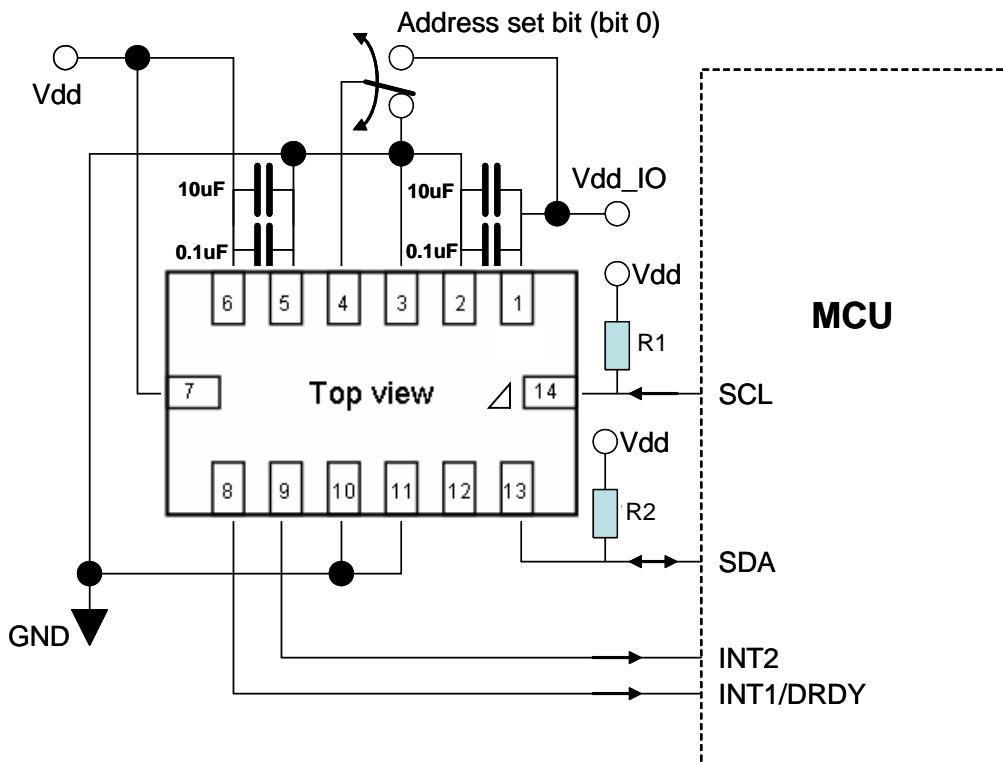 Address set bit (bit 0)
Vdd
10uF
10uF
Vdd_IO
0.1uF
0.1uF
6 5 4 3 2 1
Vdd
R1
MCU
7
Top view
14
SCL
Vdd
8 9 10 11 12 13
R2
SDA
GND
INT2
INT1/DRDY